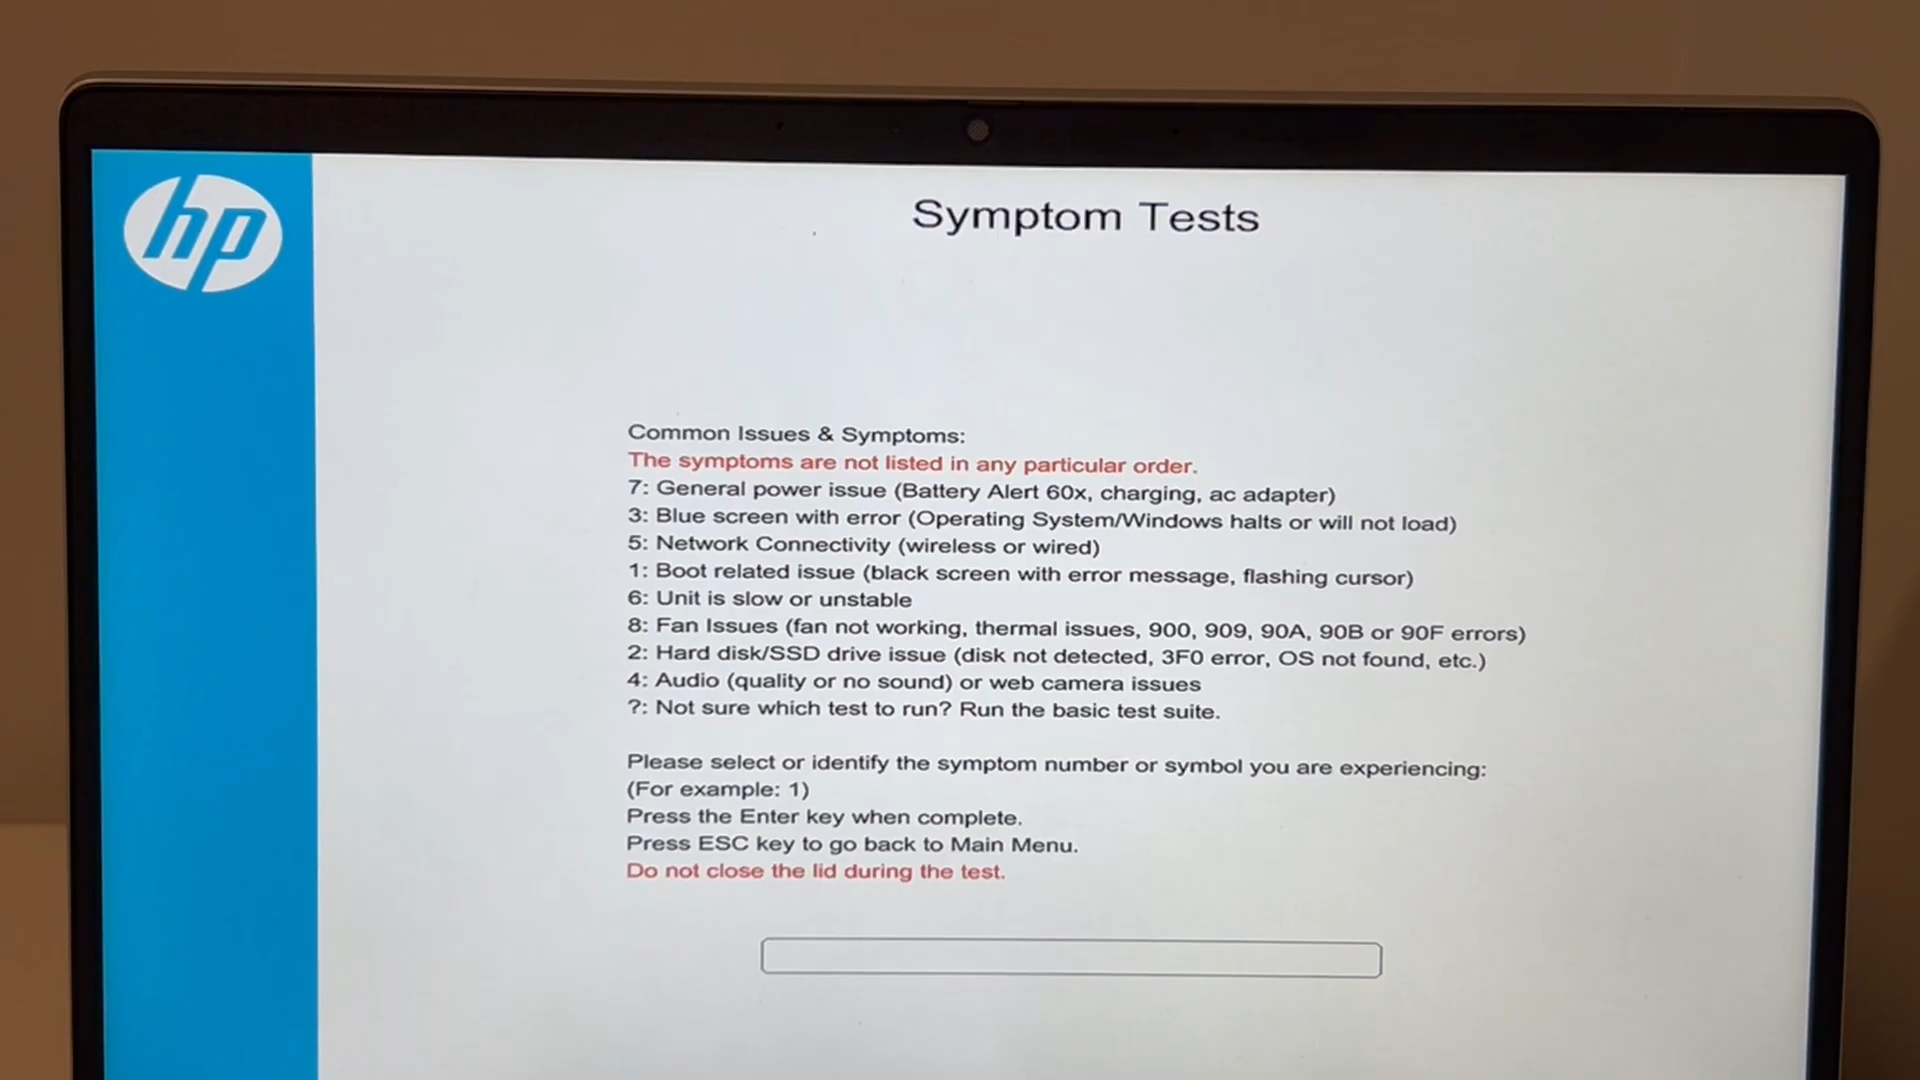 hp
Symptom Tests
Common Issues & Symptoms:
The symptoms are not listed in any particular order.
7: General power issue (Battery Alert 60x, charging, ac adapter)
3: Blue screen with error (Operating System/Windows halts or will not load)
5: Network Connectivity (wireless or wired)
1: Boot related issue (black screen with error message, flashing cursor)
6: Unit is slow or unstable
8: Fan Issues (fan not working, thermal issues, 900, 909, 90A, 90B or 90F errors)
2: Hard disk/SSD drive issue (disk not detected, 3F0 error, OS not found, etc.)
4: Audio (quality or no sound) or web camera issues
?: Not sure which test to run? Run the basic test suite.
Please select or identify the symptom number or symbol you are experiencing:
(For example: 1)
Press the Enter key when complete.
Press ESC key to go back to Main Menu.
Do not close the lid during the test.